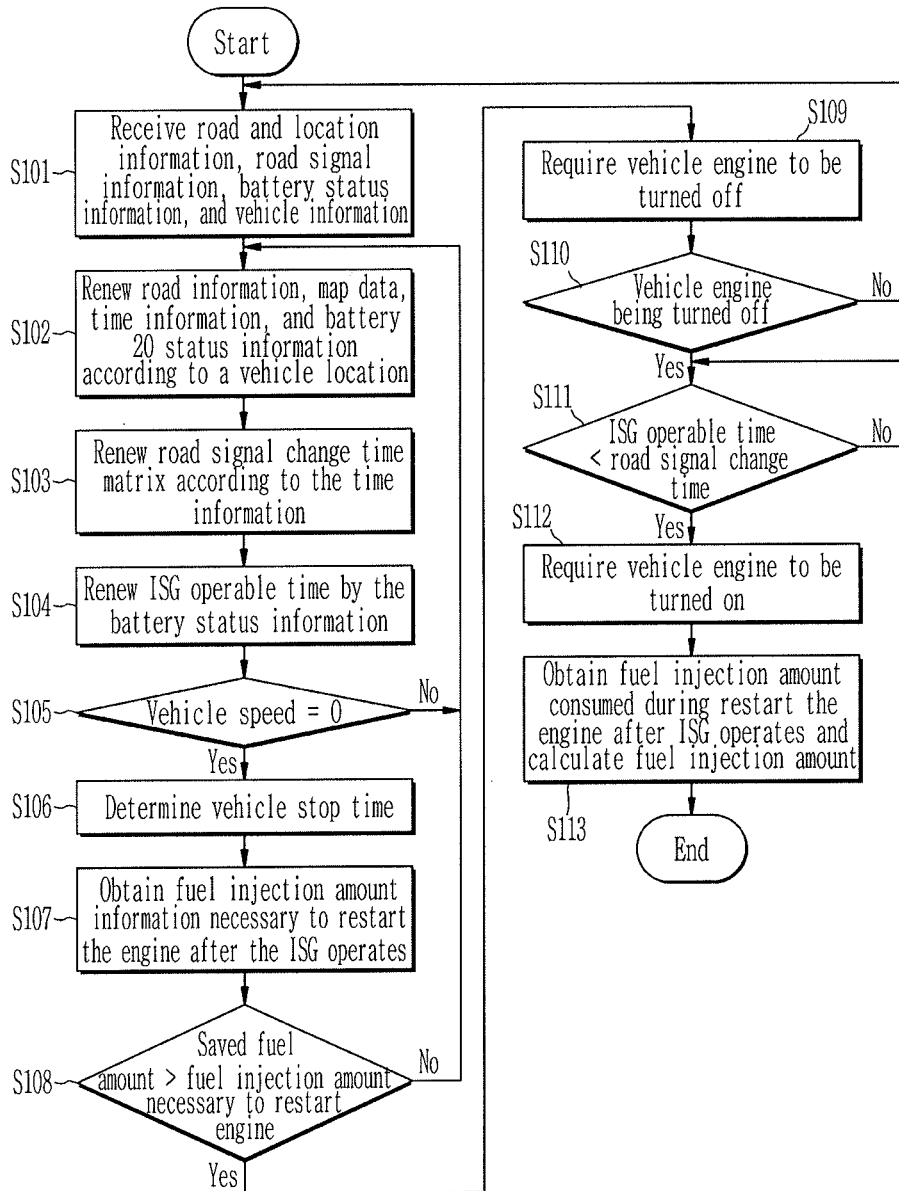 Start
S101
Receive road and location
information, road signal
information, battery status
information, and vehicle information
S102
Renew road information, map data,
time information, and battery
20 status information
according to a vehicle location
S103
Renew road signal change time
matrix according to the time
information
S104
Renew ISG operable time by the
battery status information
S105
Vehicle speed = 0
No
Yes
S106
Determine vehicle stop time
S107
Obtain fuel injection amount
information necessary to restart
the engine after the ISG operates
S108
Saved fuel
amount > fuel injection amount
necessary to restart
engine
No
Yes
S109
Require vehicle engine to be
turned off
S110
Vehicle engine
being turned off
No
Yes
S111
ISG operable time
< road signal change
time
No
Yes
S112
Require vehicle engine to be
turned on
Obtain fuel injection amount
consumed during restart the
engine after ISG operates and
calculate fuel injection amount
S113
End